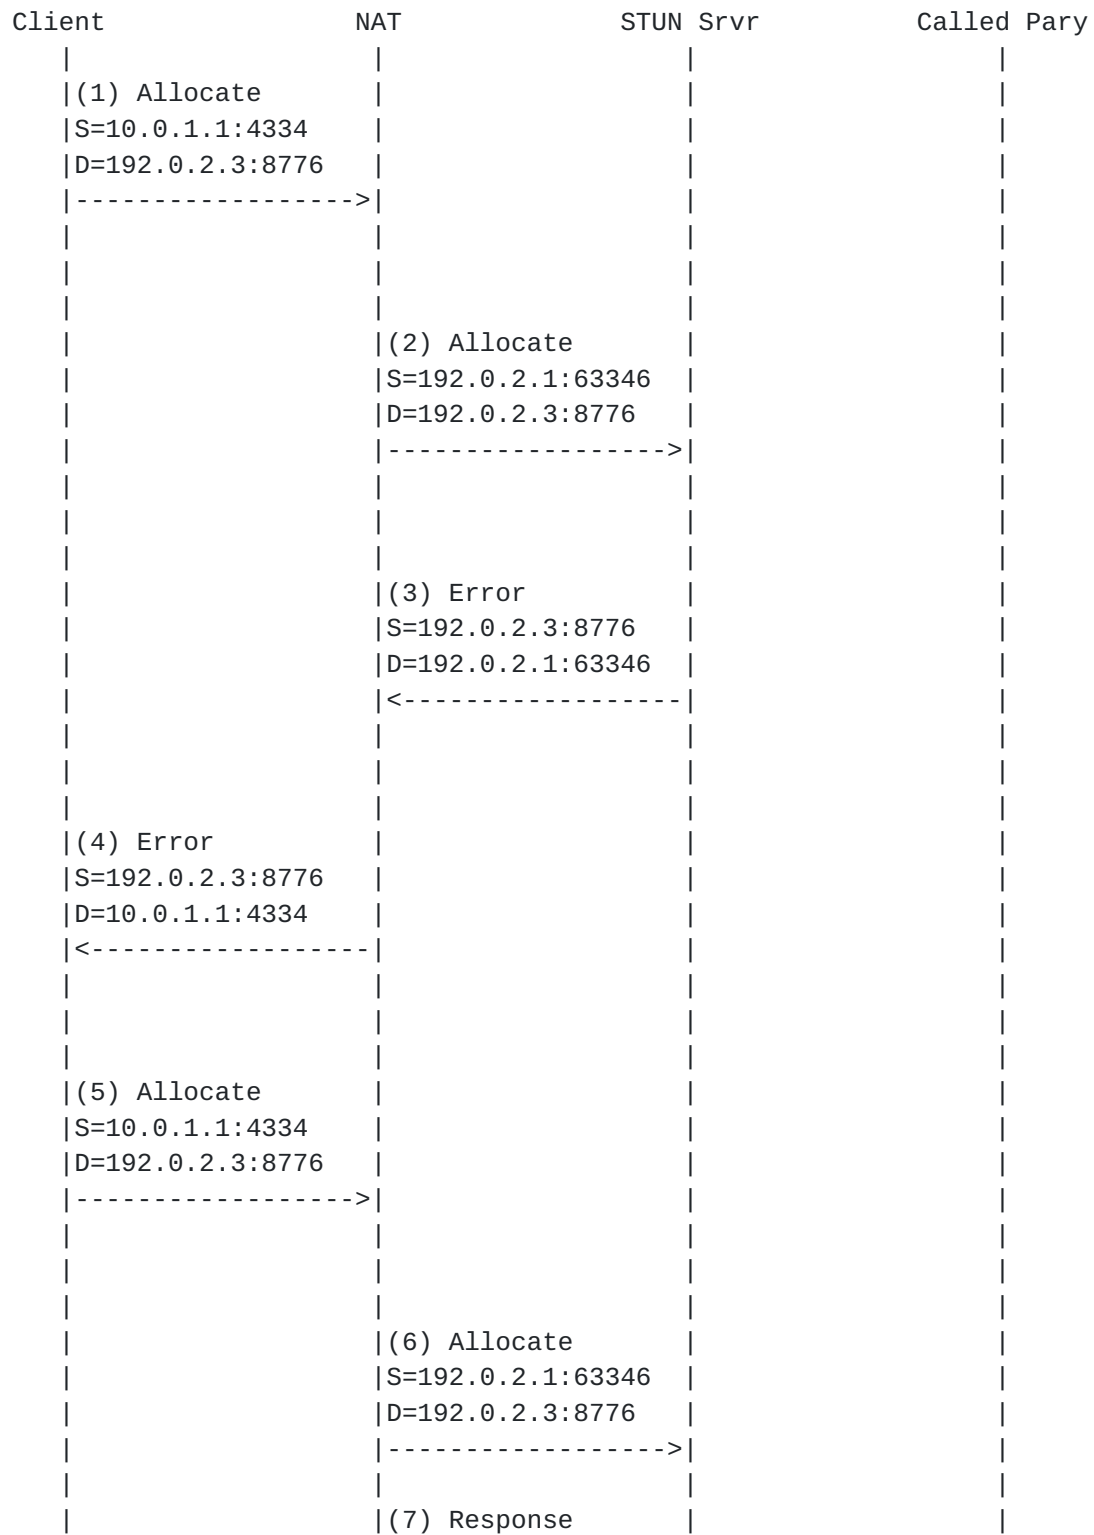 Client                NAT              STUN Srvr          Called Pary
    |                   |                   |                   |
    |(1) Allocate       |                   |                   |
    |S=10.0.1.1:4334    |                   |                   |
    |D=192.0.2.3:8776   |                   |                   |
    |------------------>|                   |                   |
    |                   |                   |                   |
    |                   |                   |                   |
    |                   |                   |                   |
    |                   |(2) Allocate       |                   |
    |                   |S=192.0.2.1:63346  |                   |
    |                   |D=192.0.2.3:8776   |                   |
    |                   |------------------>|                   |
    |                   |                   |                   |
    |                   |                   |                   |
    |                   |                   |                   |
    |                   |(3) Error          |                   |
    |                   |S=192.0.2.3:8776   |                   |
    |                   |D=192.0.2.1:63346  |                   |
    |                   |<------------------|                   |
    |                   |                   |                   |
    |                   |                   |                   |
    |                   |                   |                   |
    |(4) Error          |                   |                   |
    |S=192.0.2.3:8776   |                   |                   |
    |D=10.0.1.1:4334    |                   |                   |
    |<------------------|                   |                   |
    |                   |                   |                   |
    |                   |                   |                   |
    |                   |                   |                   |
    |(5) Allocate       |                   |                   |
    |S=10.0.1.1:4334    |                   |                   |
    |D=192.0.2.3:8776   |                   |                   |
    |------------------>|                   |                   |
    |                   |                   |                   |
    |                   |                   |                   |
    |                   |                   |                   |
    |                   |(6) Allocate       |                   |
    |                   |S=192.0.2.1:63346  |                   |
    |                   |D=192.0.2.3:8776   |                   |
    |                   |------------------>|                   |
    |                   |                   |                   |
    |                   |(7) Response       |                   |